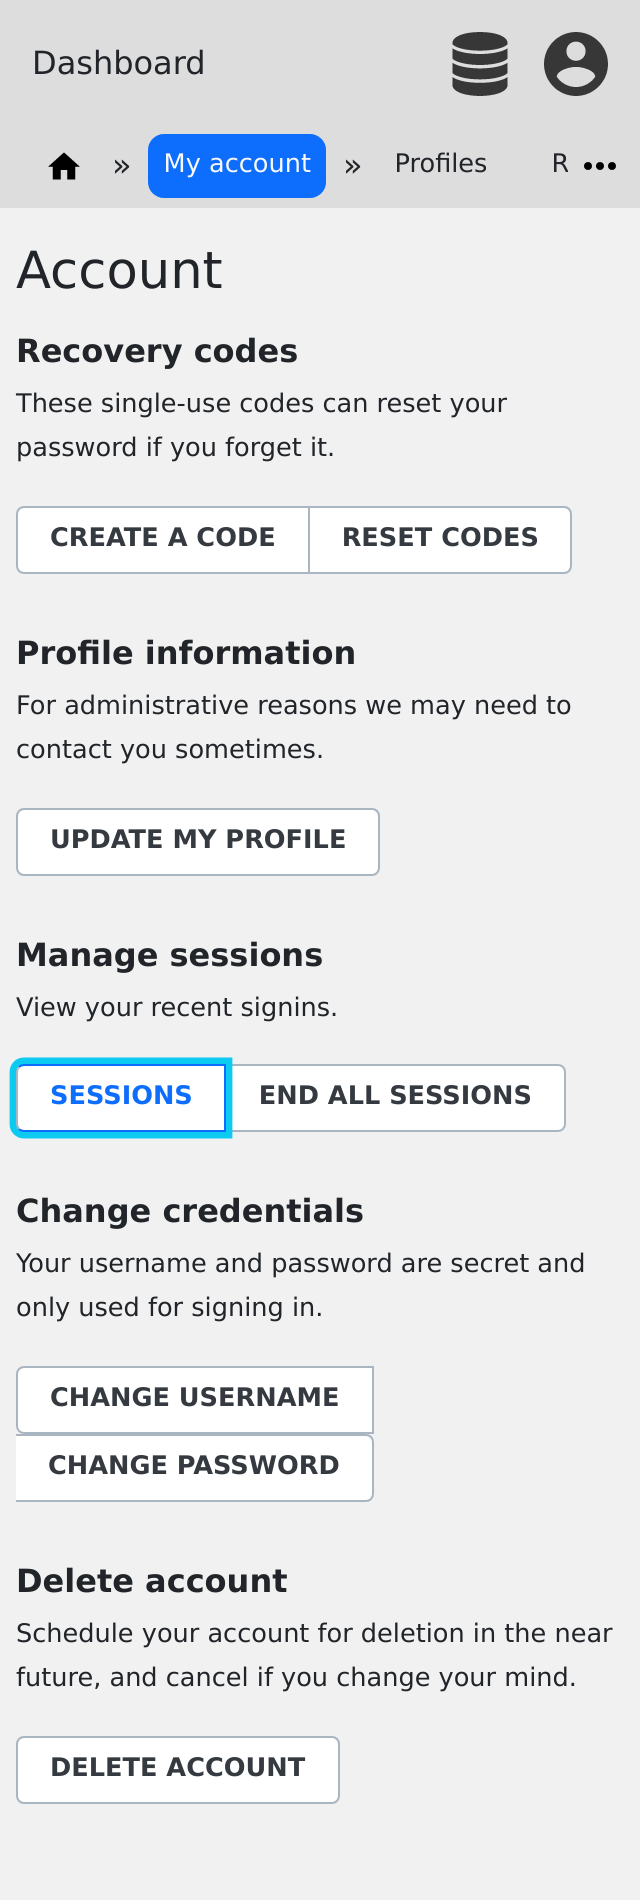 Dashboard
» My account » Profiles R
Account
Recovery codes
These single-use codes can reset your
password if you forget it.
CREATE A CODE RESET CODES
Profile information
For administrative reasons we may need to
contact you sometimes.
UPDATE MY PROFILE
Manage sessions
View your recent signins.
SESSIONS END ALL SESSIONS
Change credentials
Your username and password are secret and
only used for signing in.
CHANGE USERNAME
CHANGE PASSWORD
Delete account
Schedule your account for deletion in the near
future, and cancel if you change your mind.
DELETE ACCOUNT